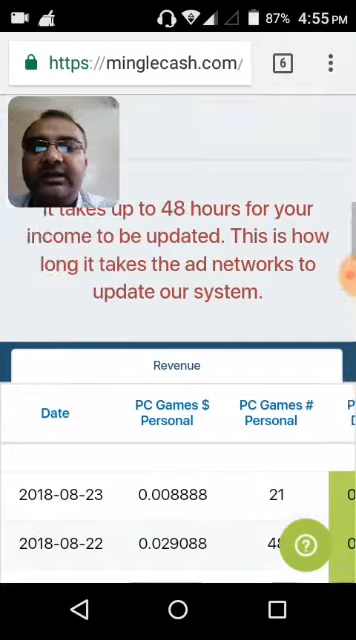 87% 4:55PM
https://minglecash.com/
6
It takes up to 48 hours for your
income to be updated. This is how
long it takes the ad networks to
update our system.
Revenue
Date
PC Games $
Personal
PC Games #
Personal
2018-08-23 0.008888 21
2018-08-22 0.029088
?